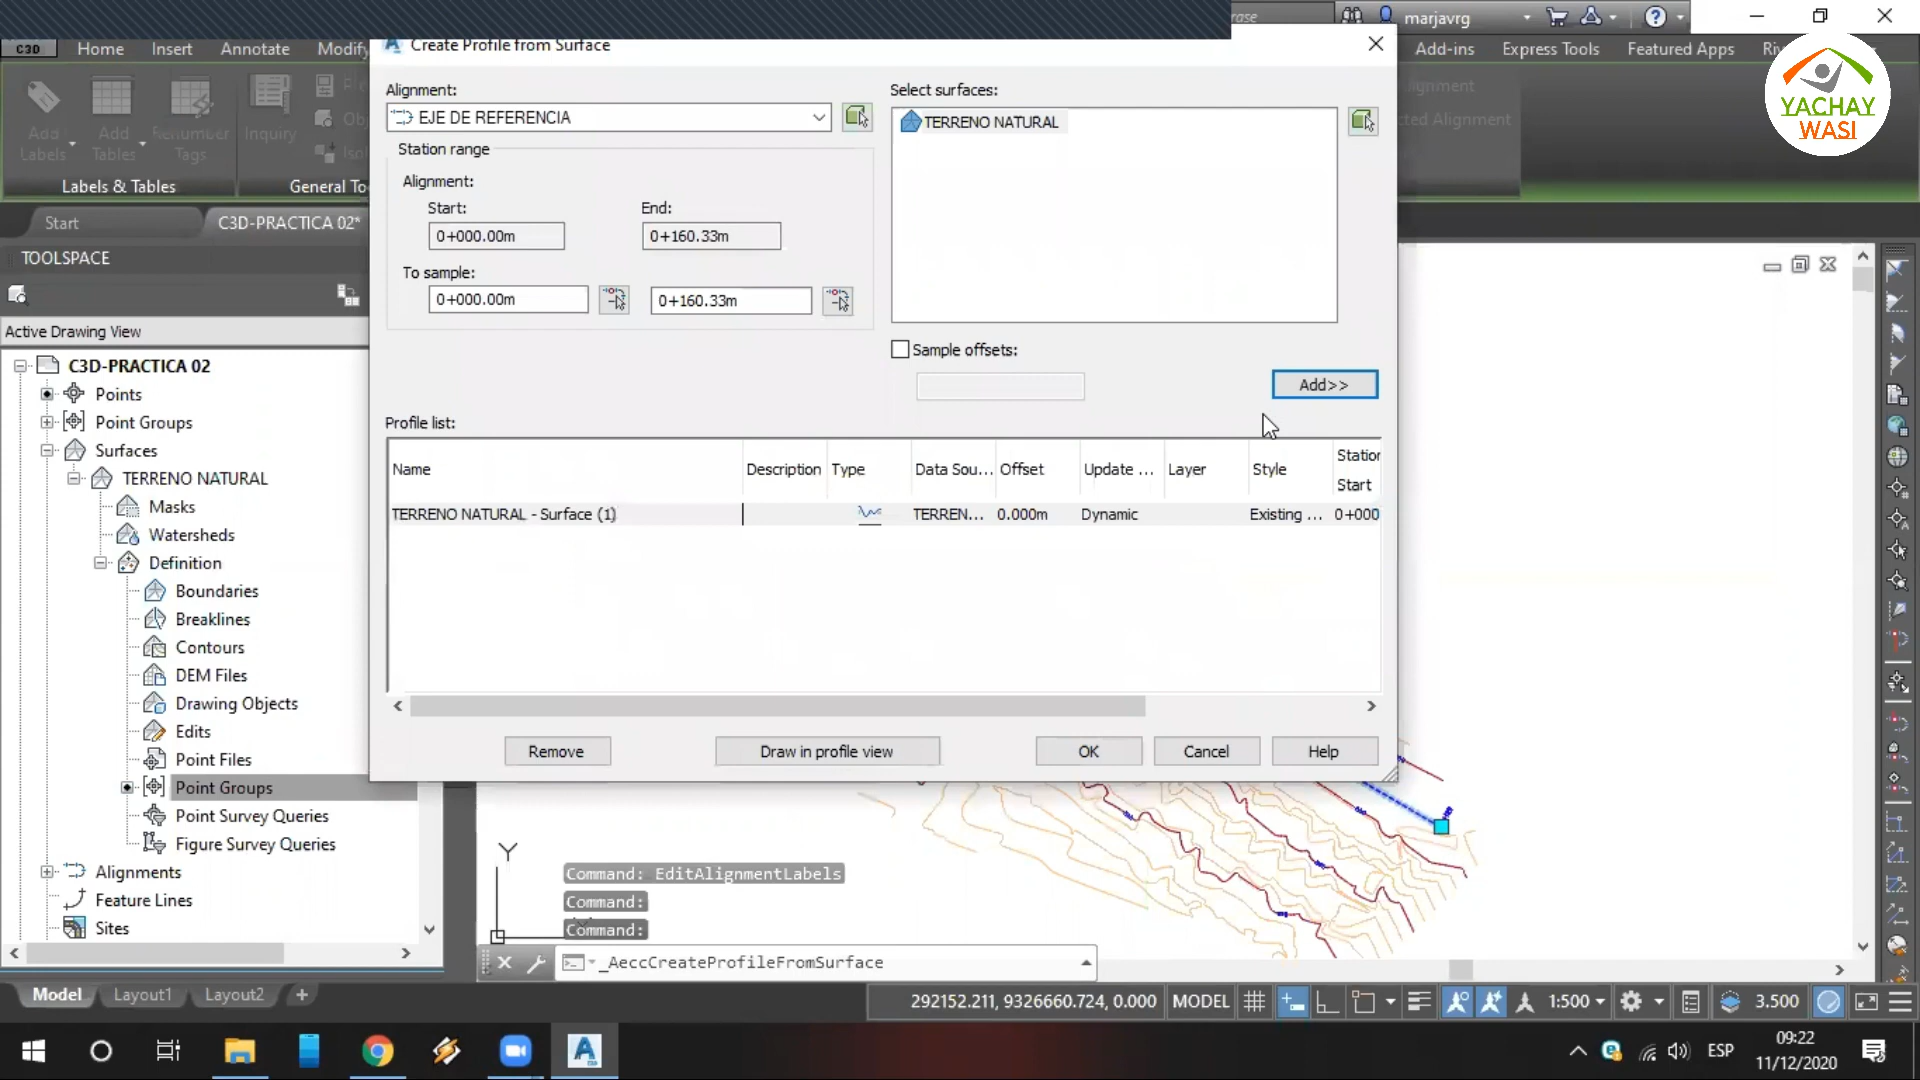 marjavrg
C3D
Home
Insert
Annotate
Modify
Add-ins
Express Tools
Featured Apps
Create Profile from Surface
YACHAY
WASI
Add
Labels
Add
Tables
Renumber
Tags
Inquiry
Labels & Tables
Start
C3D-PRACTICA 02*
TOOLSPACE
Active Drawing View
C3D-PRACTICA 02
Points
Point Groups
Surfaces
TERRENO NATURAL
Masks
Watersheds
Definition
Boundaries
Breaklines
Contours
DEM Files
Drawing Objects
Edits
Point Files
Point Groups
Point Survey Queries
Figure Survey Queries
Alignments
Feature Lines
Sites
Alignment:
EJE DE REFERENCIA
Station range
Alignment:
Start:
End:
0+000.00m
0+160.33m
To sample:
0+000.00m
0+160.33m
Select surfaces:
TERRENO NATURAL
Sample offsets:
Add>>
Profile list:
Name
Description
Type
Data Sou...
Offset
Update ...
Layer
Style
Station
Start
TERRENO NATURAL - Surface (1)
TERREN...
0.000m
Dynamic
Existing ...
0+000
Remove
Draw in profile view
OK
Cancel
Help
Y
Command: EditAlignmentLabels
Command:
Command:
_AeccCreateProfileFromSurface
Model
Layout1
Layout2
292152.211, 9326660.724, 0.000
MODEL
1:500
3.500
ESP
09:22
11/12/2020